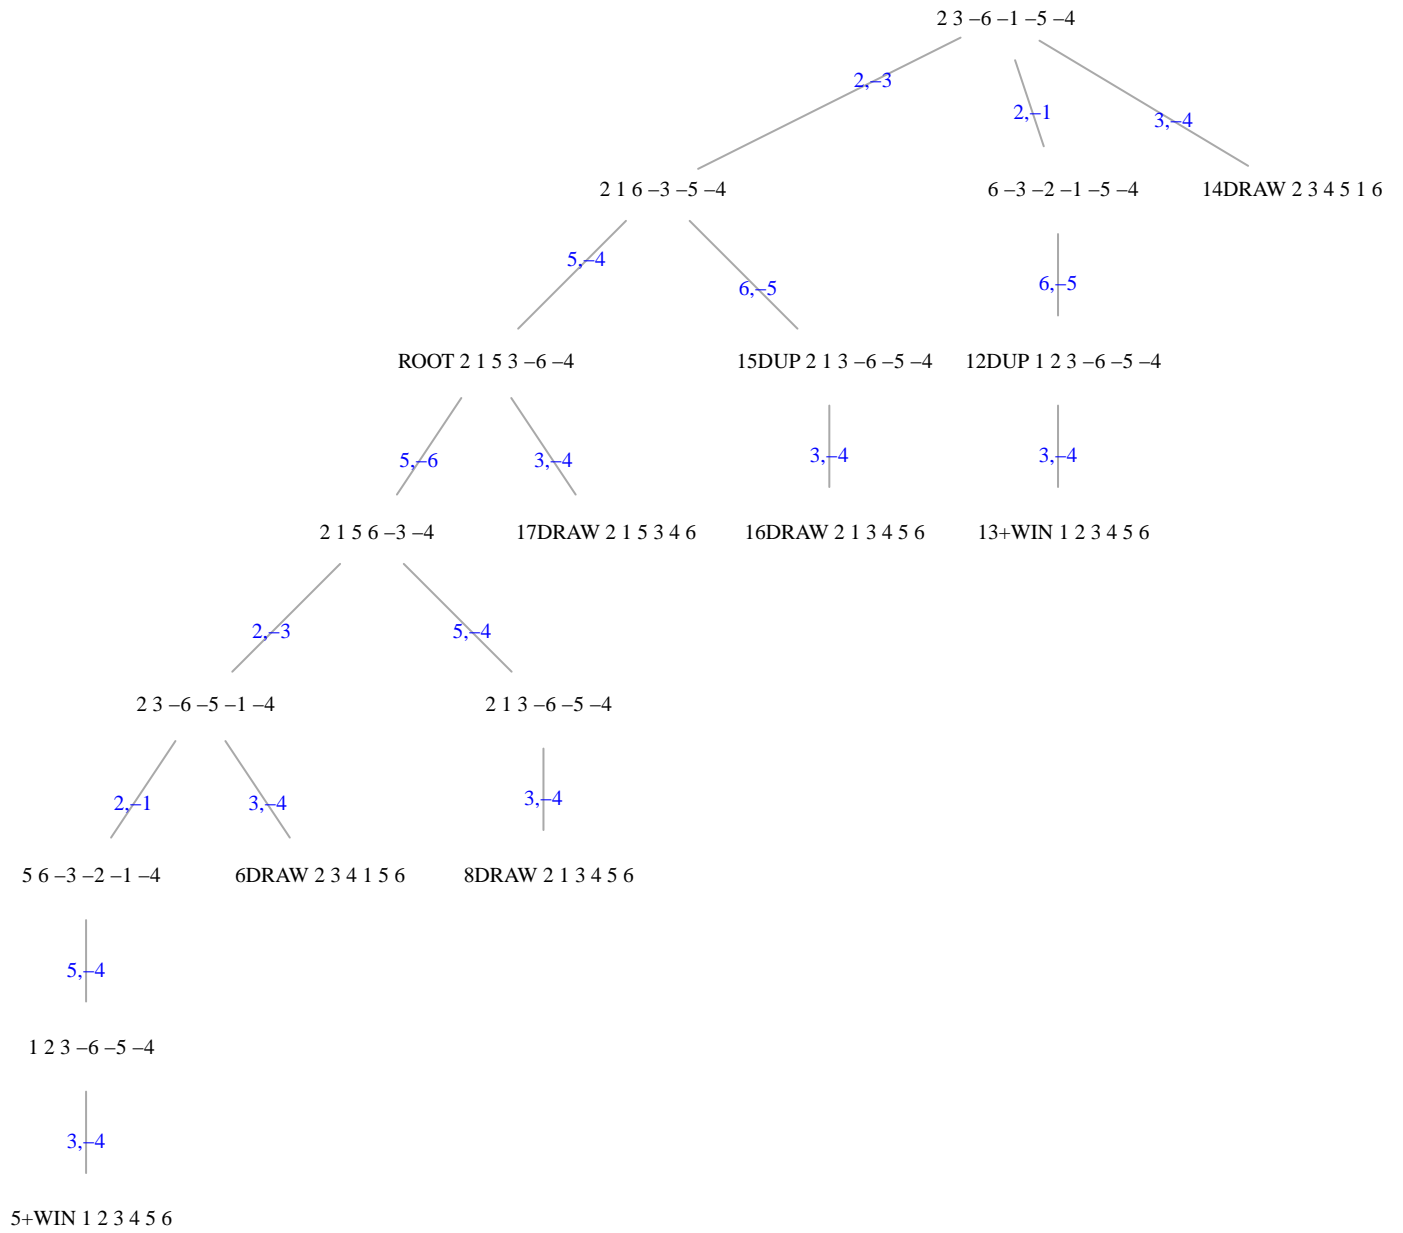 2 3 –6 –1 –5 –4
2,–3
2,–1
3,–4
2 1 6 –3 –5 –4
6 –3 –2 –1 –5 –4
14DRAW 2 3 4 5 1 6
5,–4
6,–5
6,–5
ROOT 2 1 5 3 –6 –4
15DUP 2 1 3 –6 –5 –4
12DUP 1 2 3 –6 –5 –4
5,–6
3,–4
3,–4
3,–4
2 1 5 6 –3 –4
17DRAW 2 1 5 3 4 6
16DRAW 2 1 3 4 5 6
13+WIN 1 2 3 4 5 6
2,–3
5,–4
2 3 –6 –5 –1 –4
2 1 3 –6 –5 –4
2,–1
3,–4
3,–4
5 6 –3 –2 –1 –4
6DRAW 2 3 4 1 5 6
8DRAW 2 1 3 4 5 6
5,–4
1 2 3 –6 –5 –4
3,–4
5+WIN 1 2 3 4 5 6